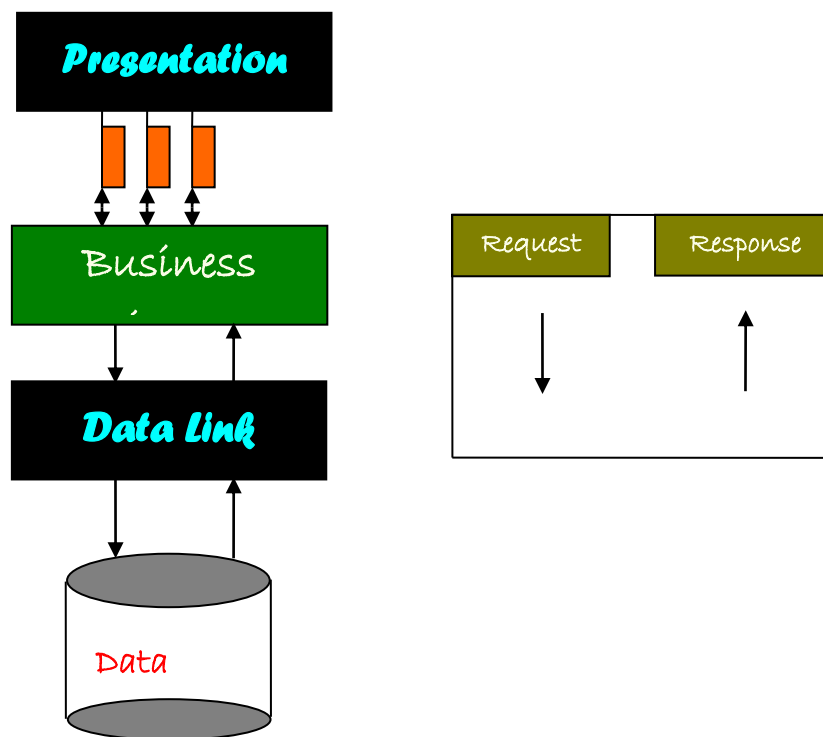 Presentation
Business
Request
Response
Data Link
Data